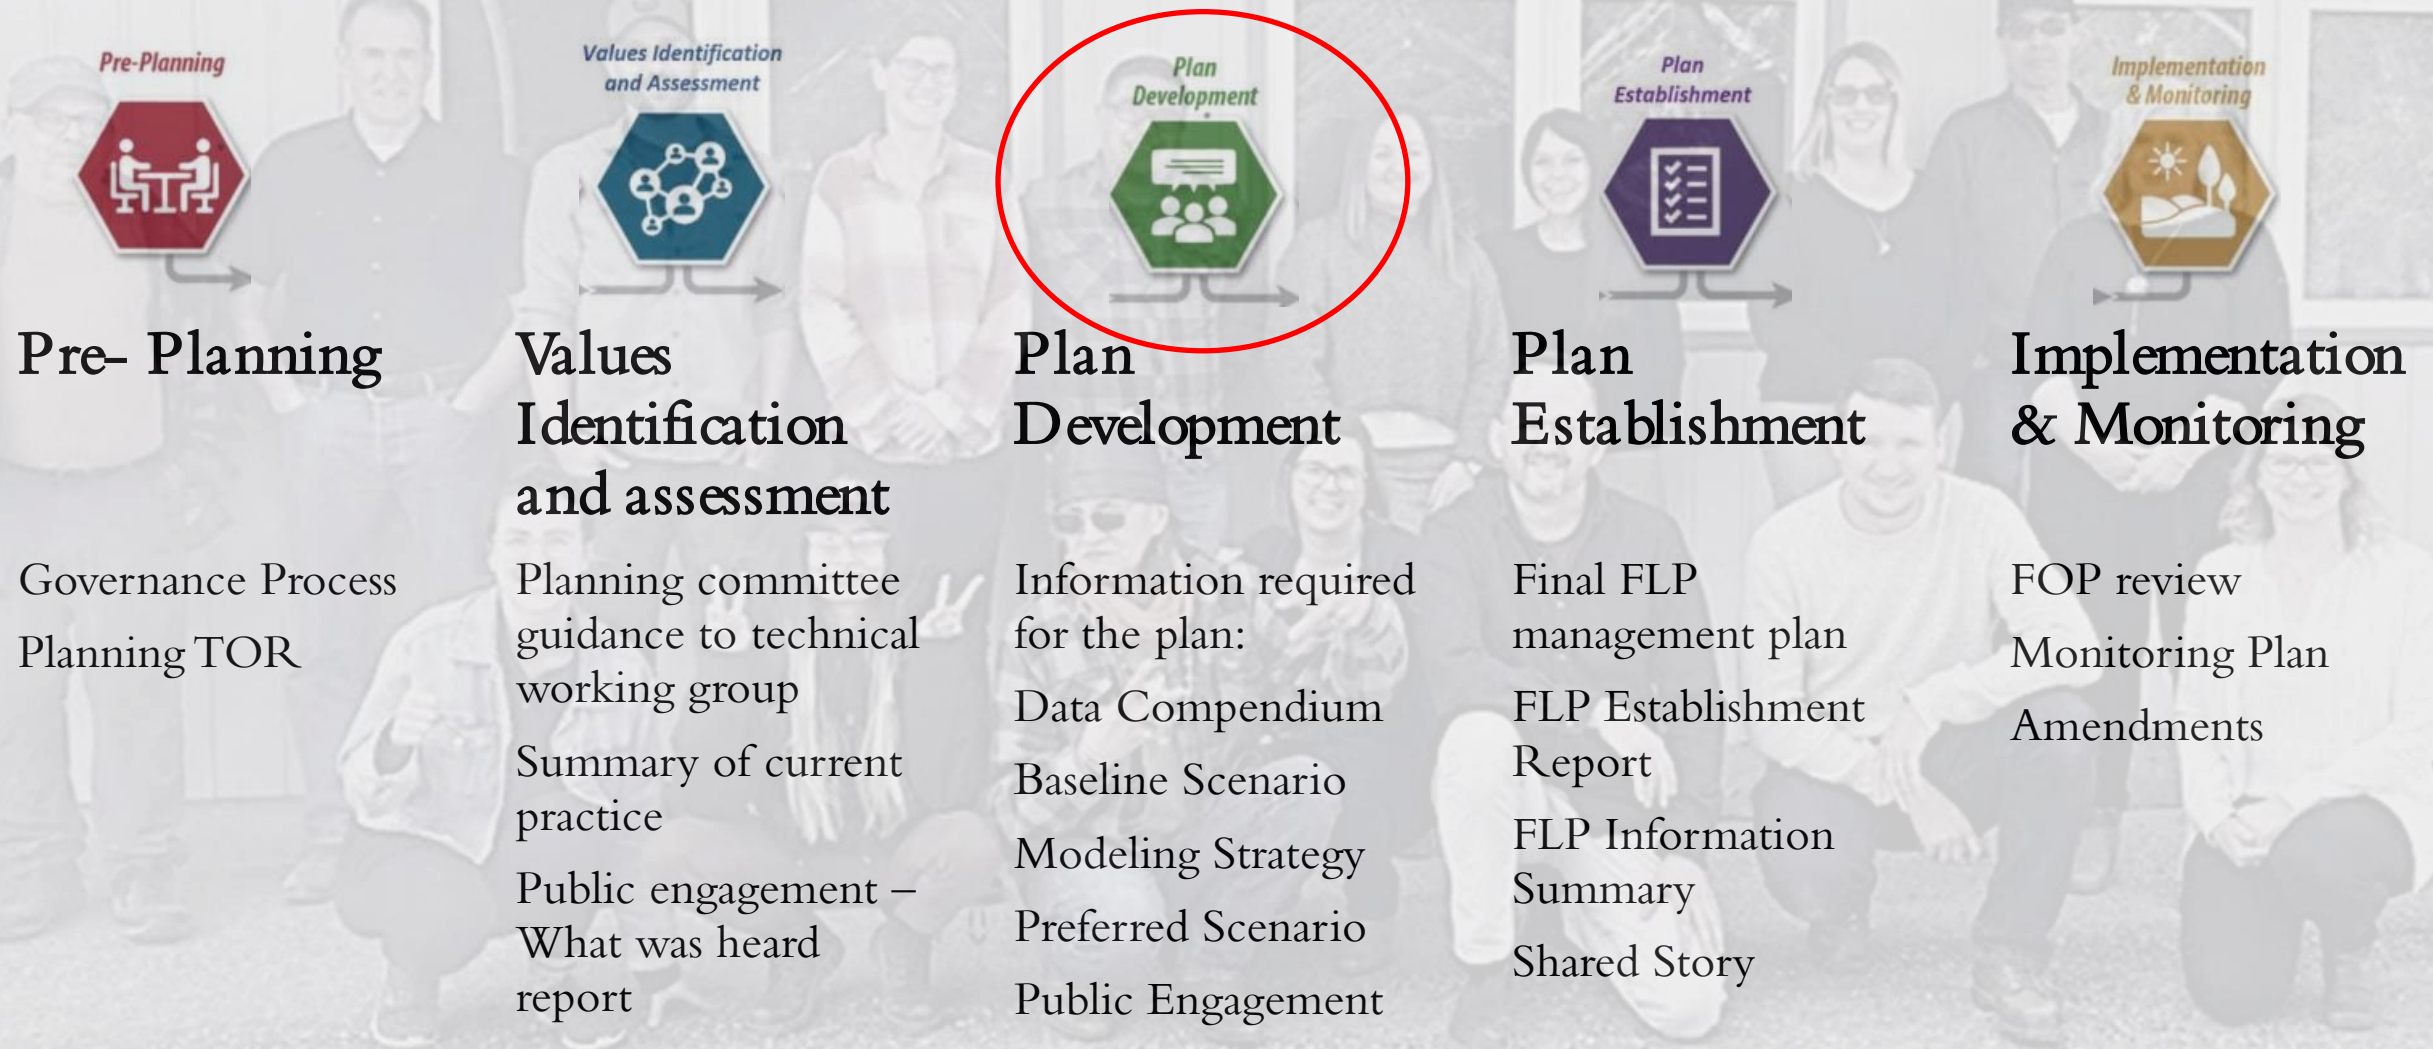 Pre-Planning
Values Identification
and Assessment
Plan
Development
Plan
Establishment
Implementation
& Monitoring
Pre- Planning
Governance Process
Planning TOR
Values
Identification
and assessment
Planning committee
guidance to technical
working group
Summary of current
practice
Public engagement –
What was heard
report
Plan
Development
Information required
for the plan:
Data Compendium
Baseline Scenario
Modeling Strategy
Preferred Scenario
Public Engagement
Plan
Establishment
Final FLP
management plan
FLP Establishment
Report
FLP Information
Summary
Shared Story
Implementation
& Monitoring
FOP review
Monitoring Plan
Amendments